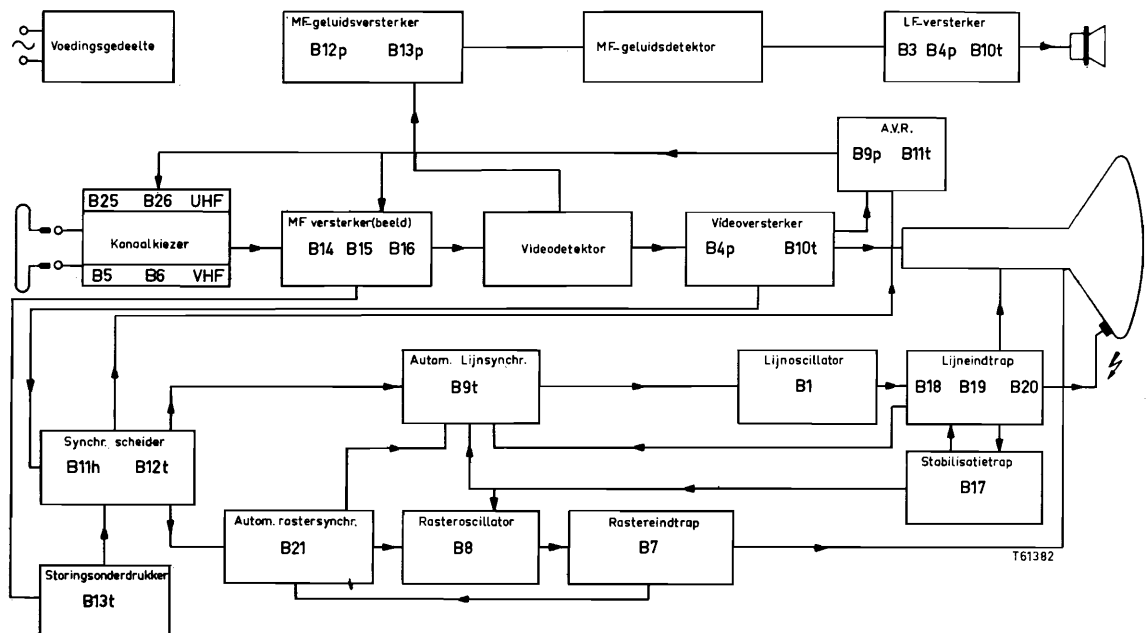 Voedingsgedeelte
MF-geluidsversterker
B12p B13p
MF-geluidsdetektor
LF-versterker
B3 B4p B10t
A.V.R.
B9p B11t
B25 B26 UHF
Kanaalkiezer
B5 B6 VHF
MF versterker(beeld)
B14 B15 B16
Videodetektor
Videoversterker
B4p B10t
Autom. Lijnsynchr.
B9t
Lijnoscillator
B1
Lijneindtrap
B18 B19 B20
Synchr. scheider
B11h B12t
Stabilisatietrap
B17
Autom. rastersynchr.
B21
Rasteroscillator
B8
Rastereindtrap
B7
T61382
Storingsonderdrukker
B13t